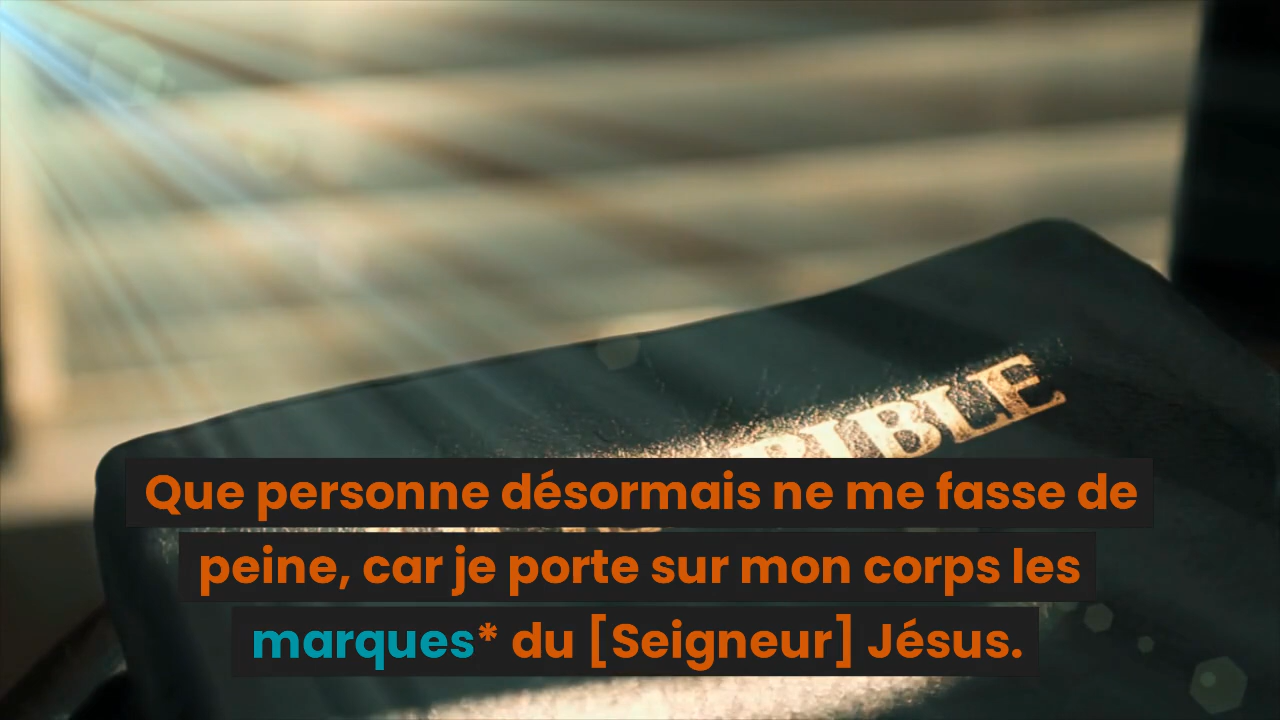 BIBLE
Que personne désormais ne me fasse de
peine, car je porte sur mon corps les
marques* du [Seigneur] Jésus.